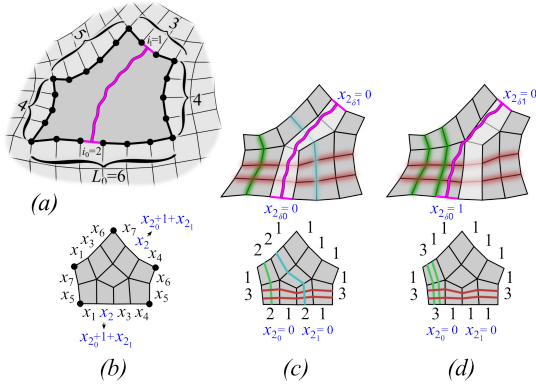 5
3
i₁=1
4
4
i₀=2
L₀=6
(a)
x₂δ1 = 0
x₂δ0 = 0
x₂δ1 = 0
x₂δ0 = 1
x₆ x₇ x₂₀+1+x₂₁
x₃ x₂
x₁ x₄
x₇ x₆
x₅ x₅
x₁ x₂ x₃ x₄
x₂₀+1+x₂₁
(b)
1 1
2
2 1
1 1
3 3
2 1 2 1
x₂₀=0 x₂₁=0
(c)
1 1
1
3 1
1 1
3 3
3 1 1 1
x₂₀=0 x₂₁=0
(d)